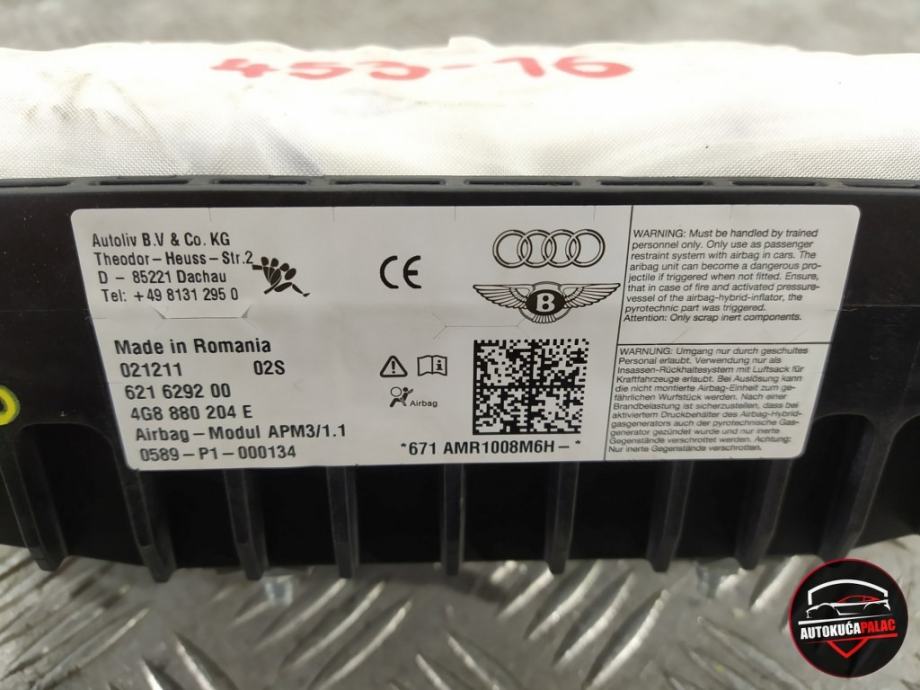 453-16
Autoliv B.V & Co. KG
Theodor-Heuss-Str.2
D - 85221 Dachau
Tel: +49 8131 295 0
CE
B
Made in Romania
021211 02S
621 6292 00
4G8 880 204 E
Airbag-Modul APM3/1.1
0589-P1-000134
Airbag
*671 AMR1008M6H- *
WARNING: Must be handled by trained
personnel only. Only use as passenger
restraint system with airbag in cars. The
airbag unit can become a dangerous pro-
jectile if triggered when not fitted. Ensure,
that in case of fire and activated pressure-
vessel of the airbag-hybrid-inflator, the
pyrotechnic part was triggered.
Attention: Only scrap inert components.
WARNUNG: Umgang nur durch geschultes
Personal erlaubt. Verwendung nur als
Insassen-Rückhaltesystem mit Luftsack für
Kraftfahrzeuge erlaubt. Bei Auslösung kann
die nicht montierte Airbag-Einheit zum ge-
fährlichen Wurfstück werden. Nach einer
Brandbelastung ist sicherzustellen, dass bei
aktiviertem Druckbehälter des Airbag-Hybrid-
gasgenerators auch der pyrotechnische Gas-
generator gezündet wurde und nur inerte
Gegenstände verschrottet werden. Achtung:
Nur inerte Gegenstände verschrotten.
AUTOKUĆAPALAC